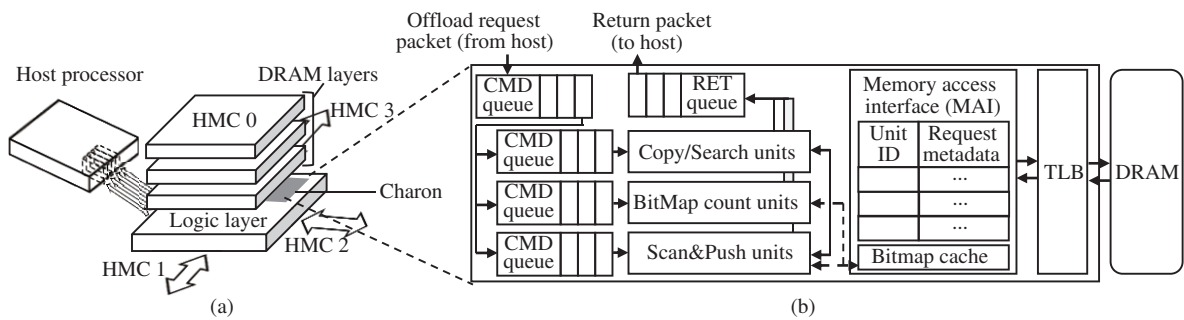 Host processor
DRAM layers
HMC 0
HMC 3
Charon
Logic layer
HMC 2
HMC 1
(a)
Offload request
packet (from host)
Return packet
(to host)
CMD
queue
RET
queue
CMD
queue
Copy/Search units
CMD
queue
BitMap count units
CMD
queue
Scan&Push units
Memory access
interface (MAI)
Unit
ID
Request
metadata
...
...
...
Bitmap cache
TLB
DRAM
(b)